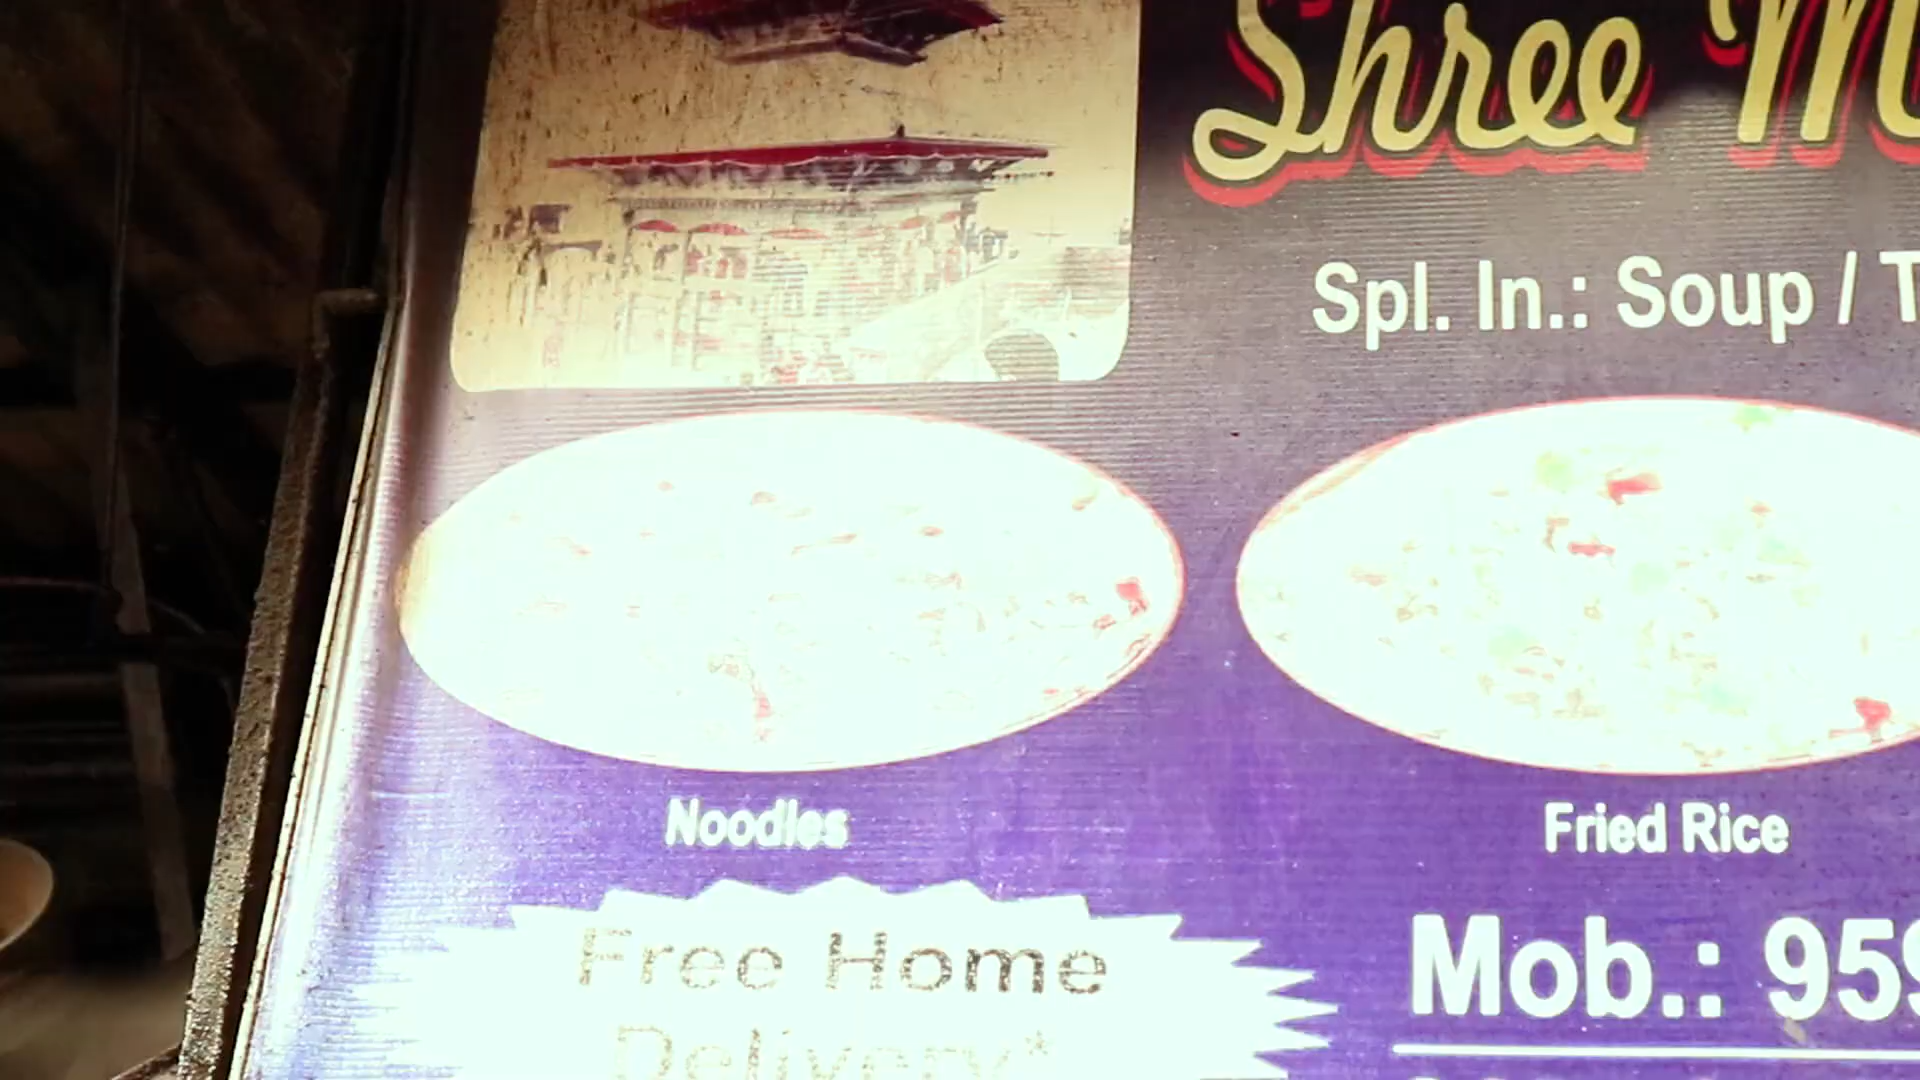 Shree M
Spl. In.: Soup / T
Noodles
Fried Rice
Free Home
Delivery*
Mob.: 959